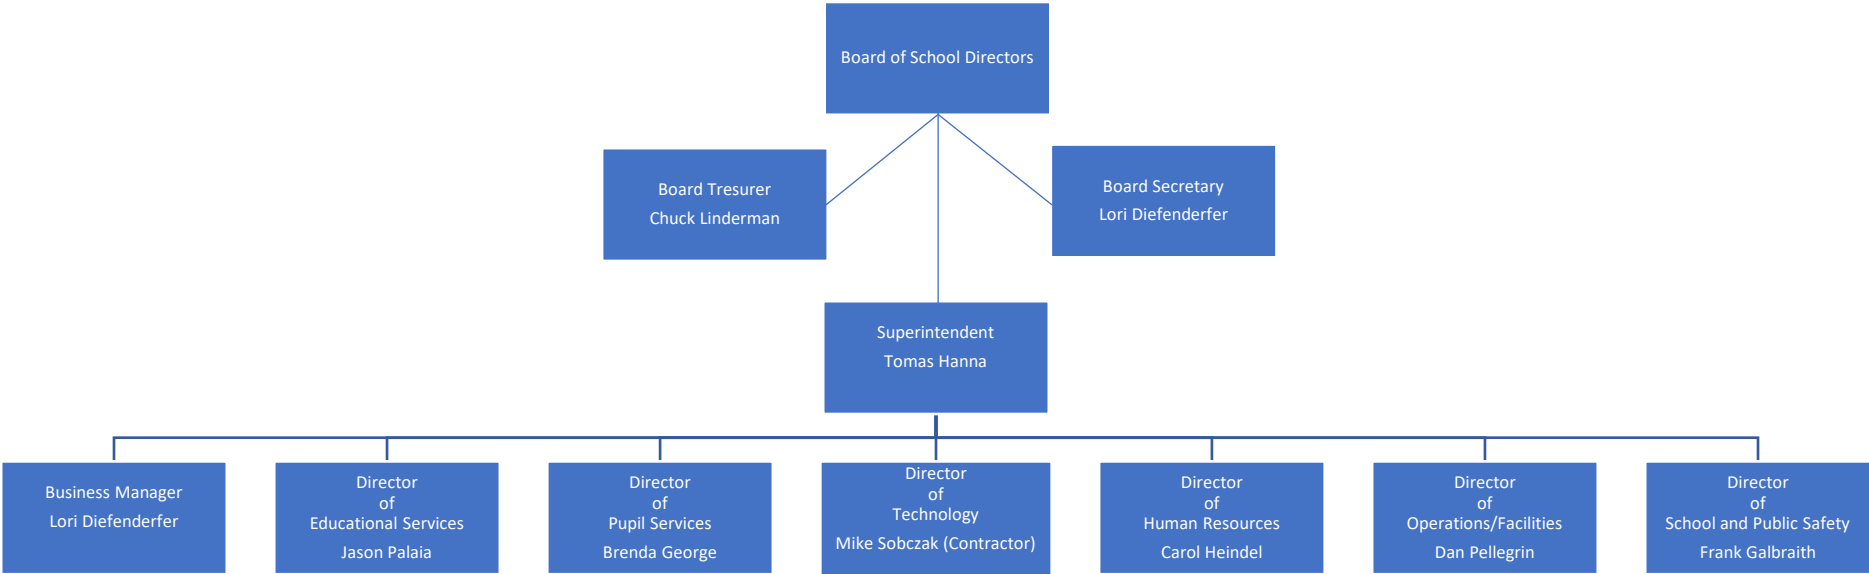 Board of School Directors
Board Tresurer
Chuck Linderman
Board Secretary
Lori Diefenderfer
Superintendent
Tomas Hanna
Business Manager
Lori Diefenderfer
Director
of
Educational Services
Jason Palaia
Director
of
Pupil Services
Brenda George
Director
of
Technology
Mike Sobczak (Contractor)
Director
of
Human Resources
Carol Heindel
Director
of
Operations/Facilities
Dan Pellegrin
Director
of
School and Public Safety
Frank Galbraith